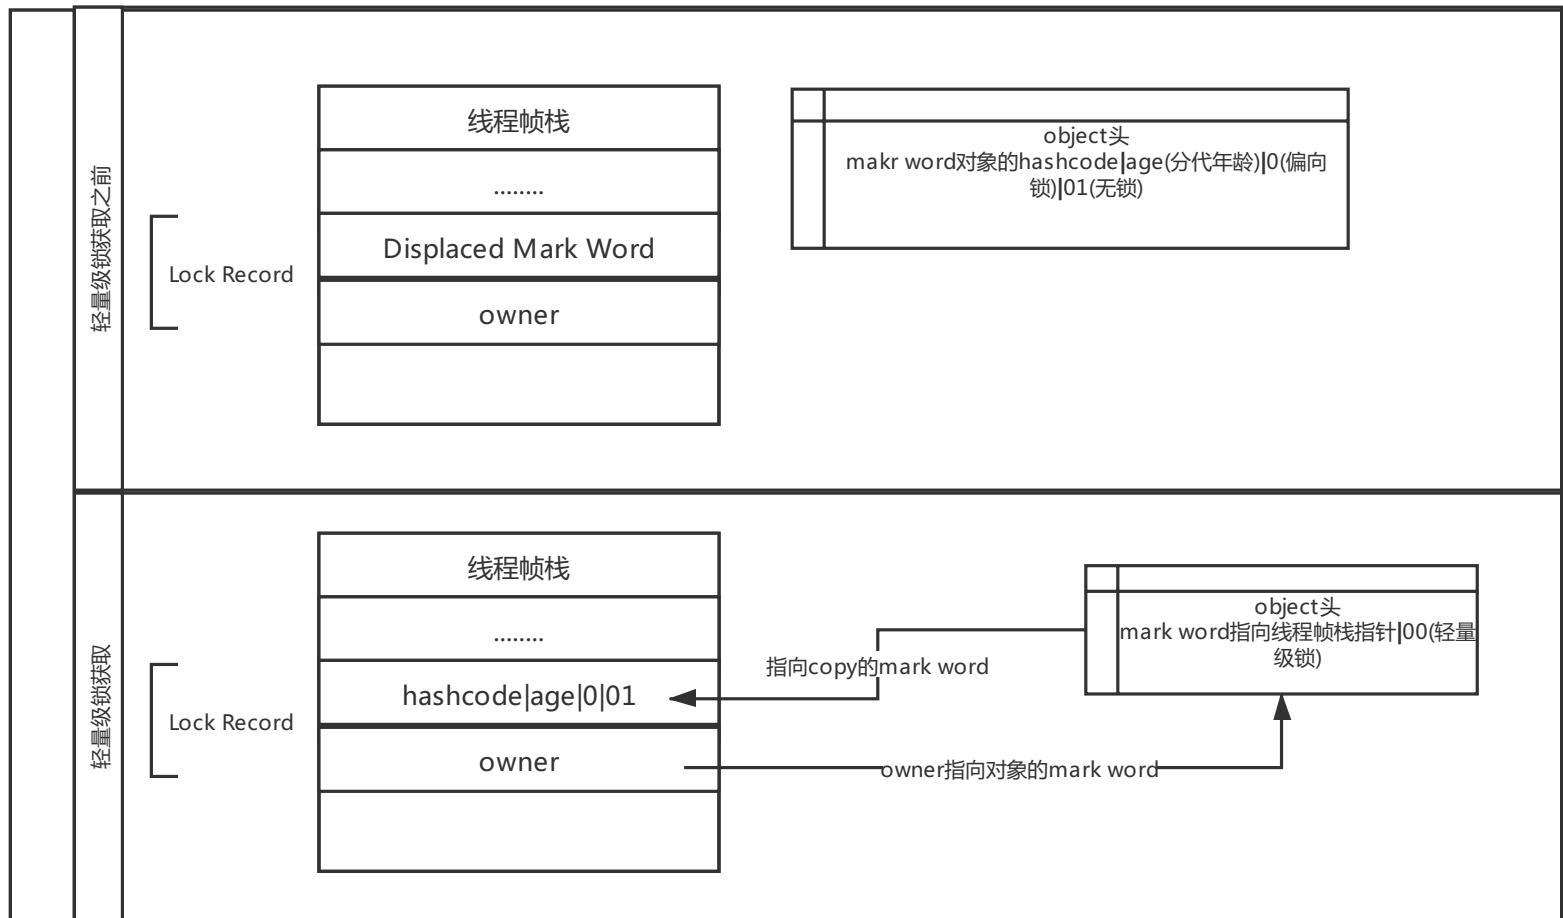 轻量级锁获取之前
线程帧栈
........
Displaced Mark Word
Lock Record
owner
object头
makr word对象的hashcode|age(分代年龄)|0(偏向
锁)|01(无锁)
轻量级锁获取
线程帧栈
........
hashcode|age|0|01
Lock Record
owner
指向copy的mark word
object头
mark word指向线程帧栈指针|00(轻量
级锁)
owner指向对象的mark word